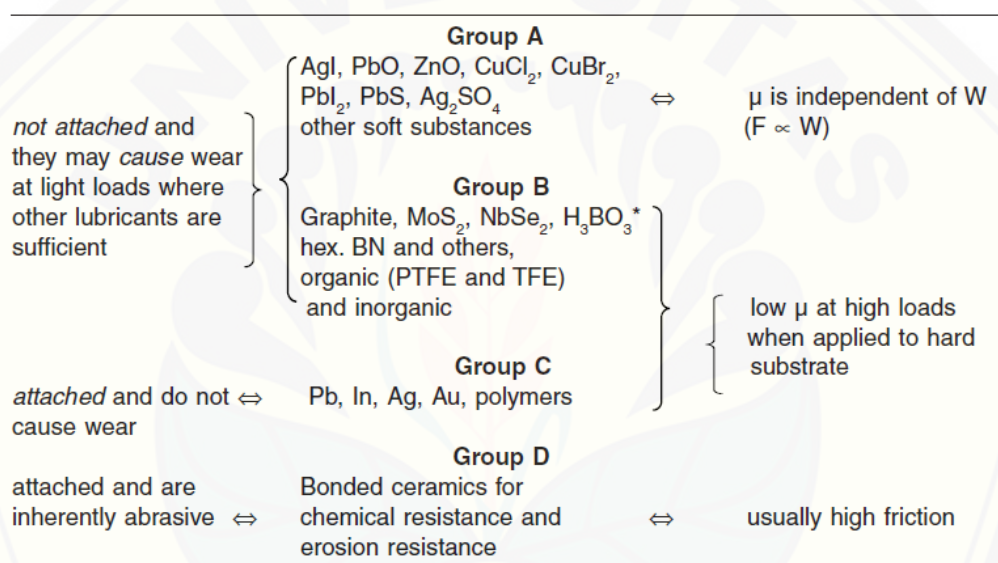 Group A
AgI, PbO, ZnO, CuCl₂, CuBr₂,
PbI₂, PbS, Ag₂SO₄
other soft substances
⇔ μ is independent of W
(F ∝ W)
not attached and
they may cause wear
at light loads where
other lubricants are
sufficient
Group B
Graphite, MoS₂, NbSe₂, H₃BO₃*
hex. BN and others,
organic (PTFE and TFE)
and inorganic
low μ at high loads
when applied to hard
substrate
Group C
attached and do not ⇔ Pb, In, Ag, Au, polymers
cause wear
Group D
attached and are
inherently abrasive ⇔
Bonded ceramics for
chemical resistance and
erosion resistance
⇔ usually high friction
UNIVERSITAS